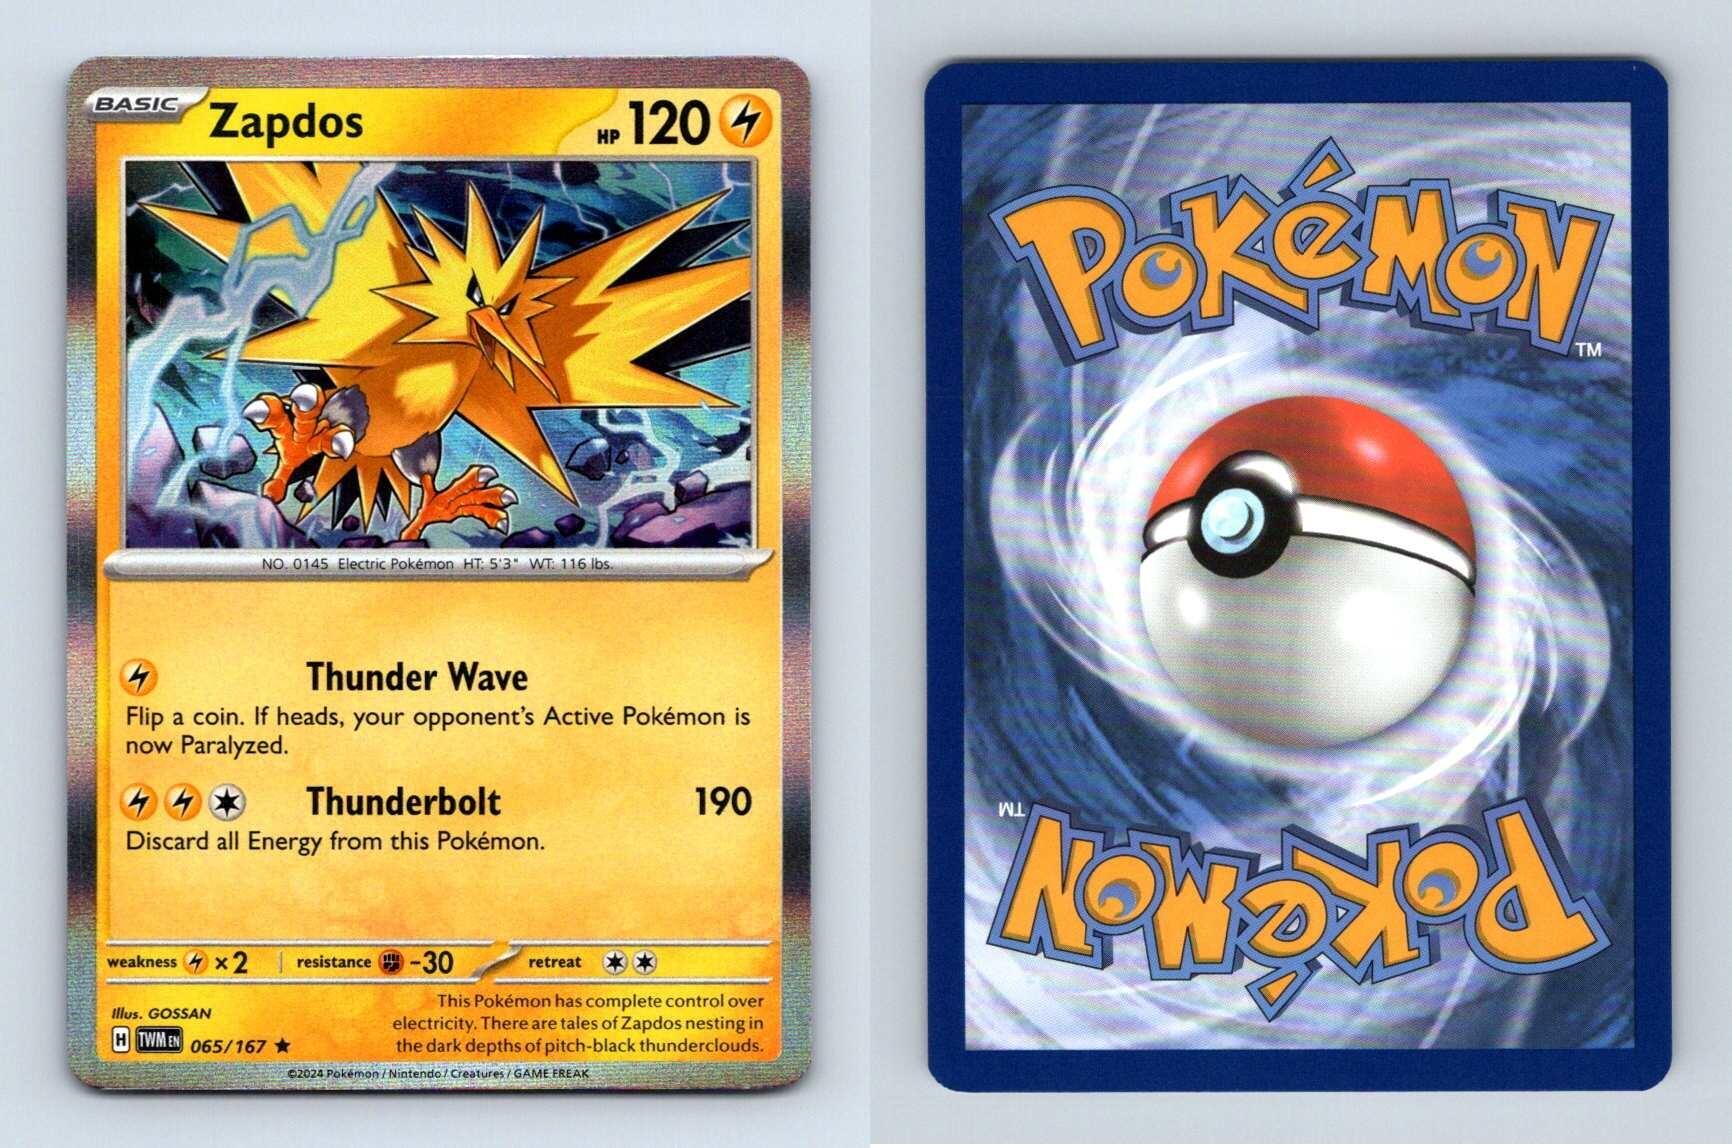 BASIC Zapdos HP 120
NO. 0145 Electric Pokémon HT: 5'3" WT: 116 lbs.
Thunder Wave
Flip a coin. If heads, your opponent's Active Pokémon is
now Paralyzed.
Thunderbolt 190
Discard all Energy from this Pokémon.
weakness ×2 resistance -30 retreat
Illus. GOSSAN
H TWM EN 065/167 ★
This Pokémon has complete control over
electricity. There are tales of Zapdos nesting in
the dark depths of pitch-black thunderclouds.
©2024 Pokémon / Nintendo / Creatures / GAME FREAK
POKéMON
TM
TM
POKéMON